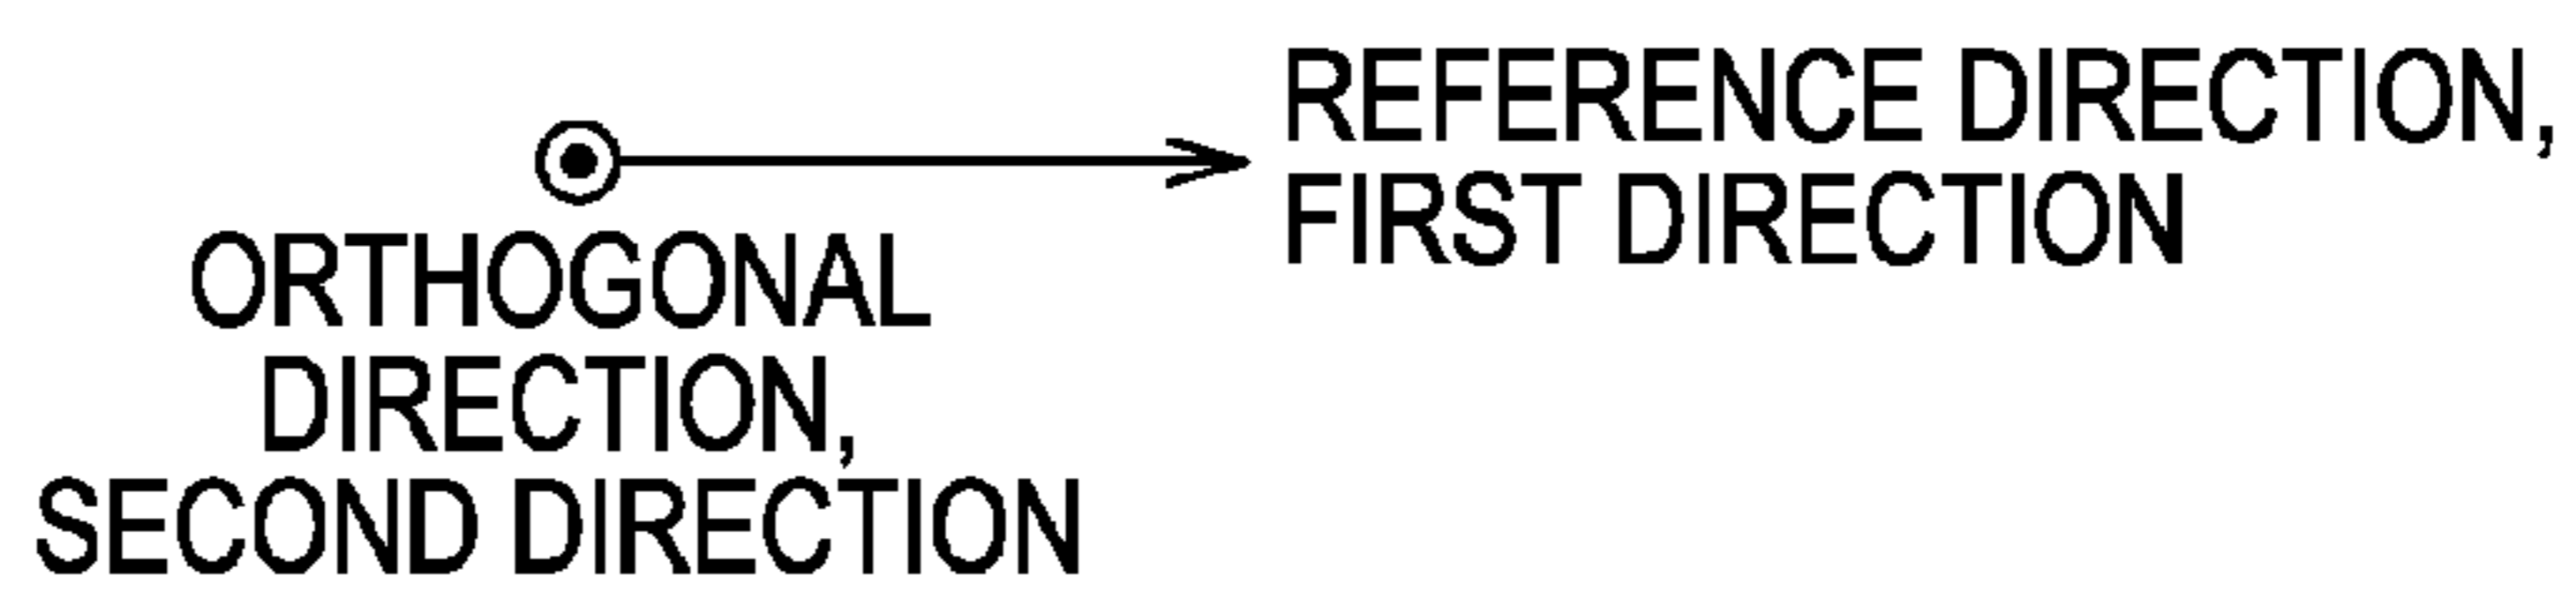 REFERENCE DIRECTION,
FIRST DIRECTION
ORTHOGONAL
DIRECTION,
SECOND DIRECTION